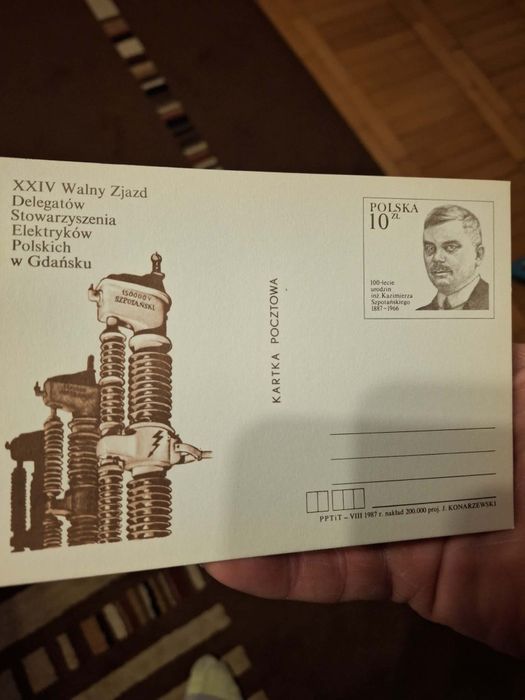 XXIV Walny Zjazd
Delegatów
Stowarzyszenia
Elektryków
Polskich
w Gdańsku
150000 V
SZPOTAŃSKI
KARTKA POCZTOWA
POLSKA
10 ZŁ
100-lecie
urodzin
inż. Kazimierza
Szpotańskiego
1887-1966
PPTiT – VIII 1987 r. nakład 200.000 proj. J. KONARZEWSKI